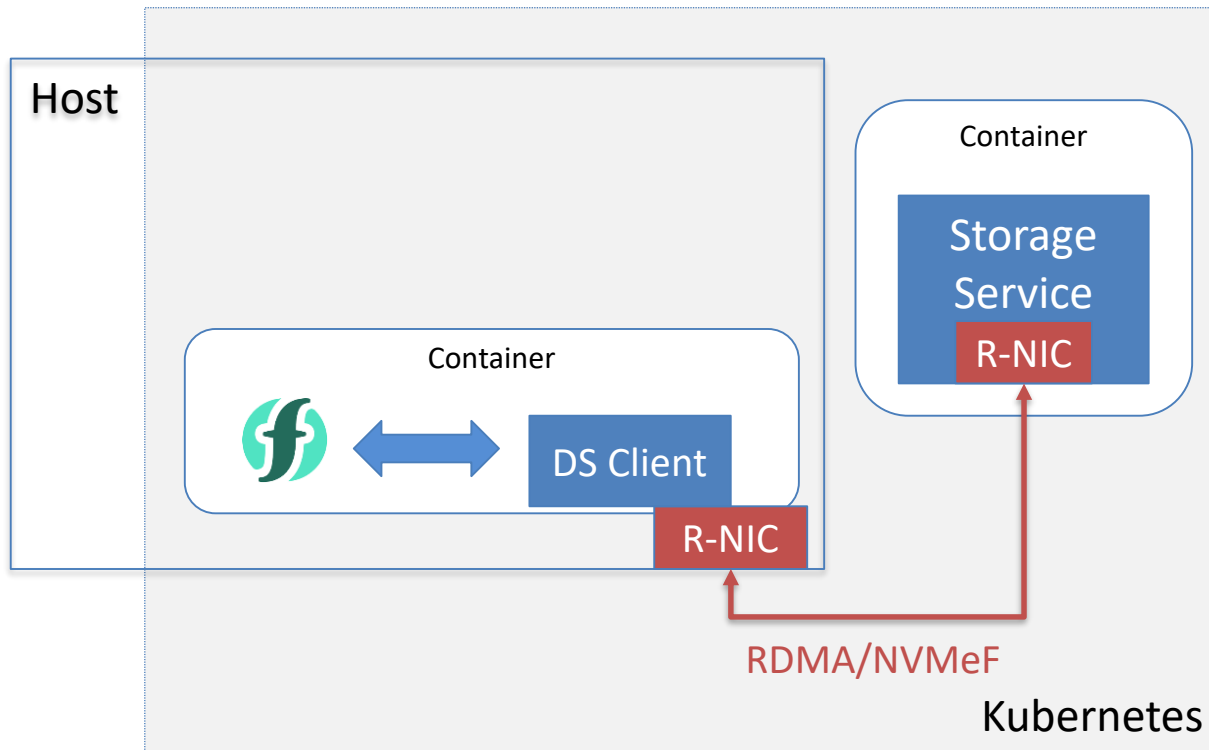 Host
Container
Storage
Service
R-NIC
Container
DS Client
R-NIC
RDMA/NVMeF
Kubernetes